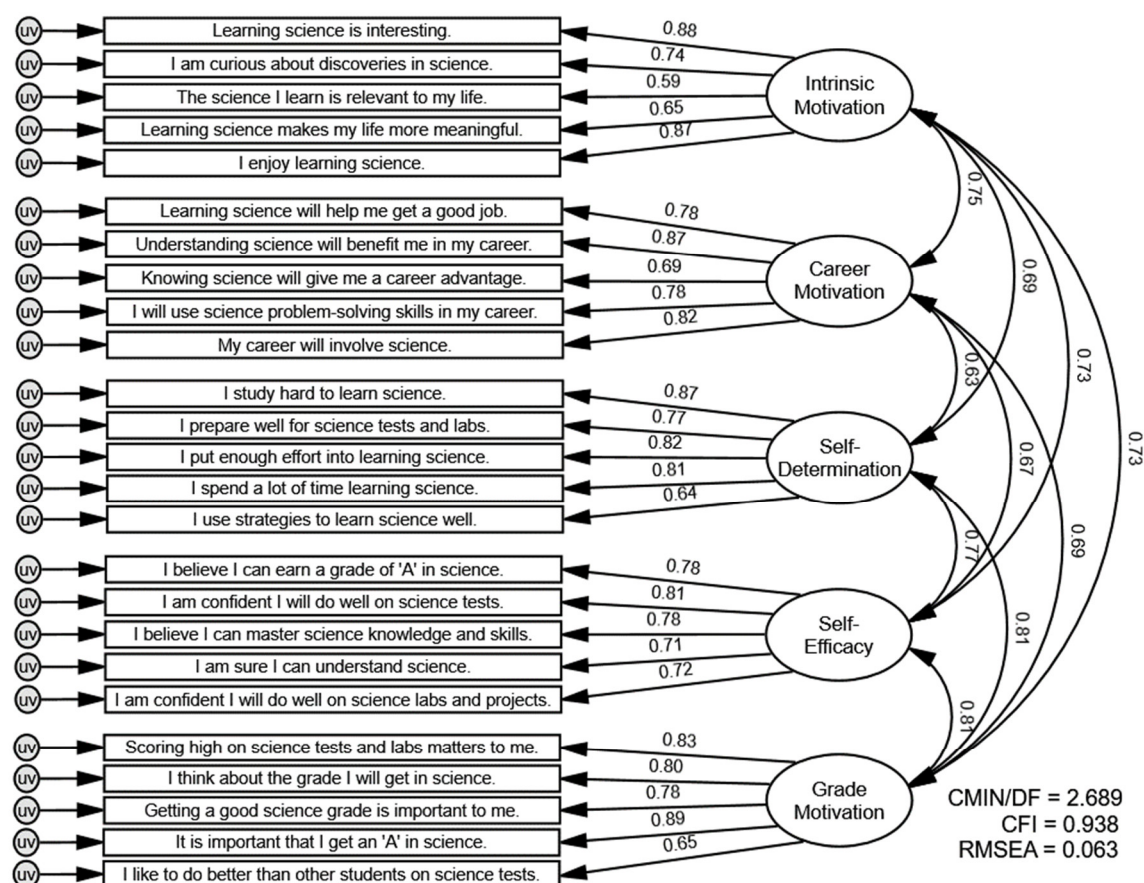 uv
Learning science is interesting.
0.88
uv
I am curious about discoveries in science.
0.74
uv
The science I learn is relevant to my life.
0.59
uv
Learning science makes my life more meaningful.
0.65
uv
I enjoy learning science.
0.87
Intrinsic
Motivation
uv
Learning science will help me get a good job.
0.78
uv
Understanding science will benefit me in my career.
0.87
uv
Knowing science will give me a career advantage.
0.69
uv
I will use science problem-solving skills in my career.
0.78
uv
My career will involve science.
0.82
Career
Motivation
uv
I study hard to learn science.
0.87
uv
I prepare well for science tests and labs.
0.77
uv
I put enough effort into learning science.
0.82
uv
I spend a lot of time learning science.
0.81
uv
I use strategies to learn science well.
0.64
Self-
Determination
uv
I believe I can earn a grade of 'A' in science.
0.78
uv
I am confident I will do well on science tests.
0.81
uv
I believe I can master science knowledge and skills.
0.78
uv
I am sure I can understand science.
0.71
uv
I am confident I will do well on science labs and projects.
0.72
Self-
Efficacy
uv
Scoring high on science tests and labs matters to me.
0.83
uv
I think about the grade I will get in science.
0.80
uv
Getting a good science grade is important to me.
0.78
uv
It is important that I get an 'A' in science.
0.89
uv
I like to do better than other students on science tests.
0.65
Grade
Motivation
0.75
0.69
0.73
0.73
0.63
0.67
0.69
0.77
0.81
0.81
CMIN/DF = 2.689
CFI = 0.938
RMSEA = 0.063